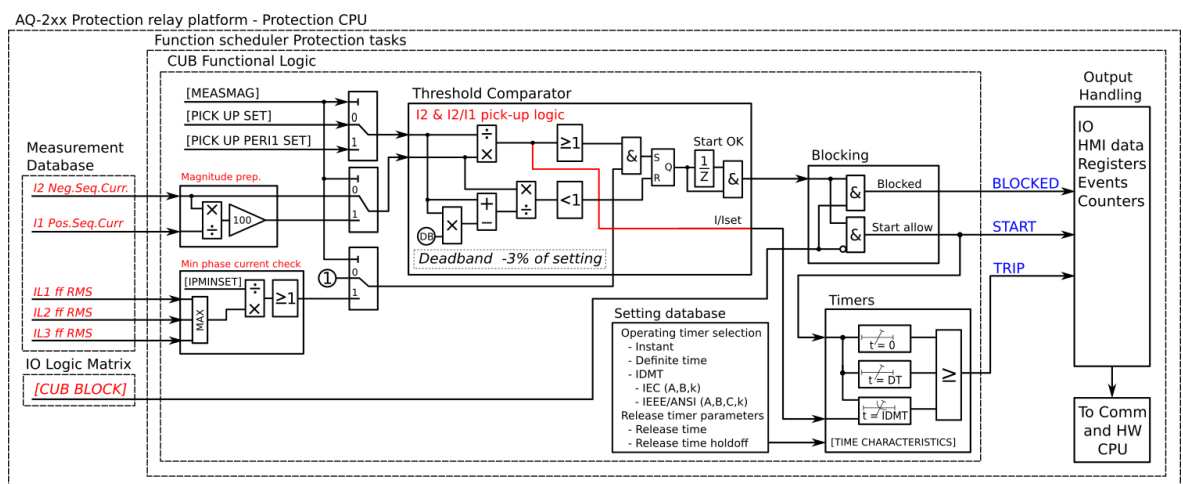 AQ-2xx Protection relay platform - Protection CPU
Function scheduler Protection tasks
CUB Functional Logic
Measurement
Database
I2 Neg.Seq.Curr.
I1 Pos.Seq.Curr
IL1 ff RMS
IL2 ff RMS
IL3 ff RMS
IO Logic Matrix
[CUB BLOCK]
[MEASMAG]
[PICK UP SET]
[PICK UP PERI1 SET]
0
1
Magnitude prep.
×
÷
100
0
1
Min phase current check
[IPMINSET]
MAX
÷
×
≥1
1
0
1
Threshold Comparator
I2 & I2/I1 pick-up logic
÷
×
≥1
&
S
R
Q
Start OK
1
Z
&
DB
×
+
−
×
÷
<1
I/Iset
Deadband -3% of setting
Blocking
&
Blocked
&
Start allow
BLOCKED
START
TRIP
Setting database
Operating timer selection
- Instant
- Definite time
- IDMT
- IEC (A,B,k)
- IEEE/ANSI (A,B,C,k)
Release timer parameters
- Release time
- Release time holdoff
Timers
t = 0
t = DT
t = IDMT
≥
[TIME CHARACTERISTICS]
Output
Handling
IO
HMI data
Registers
Events
Counters
To Comm
and HW
CPU